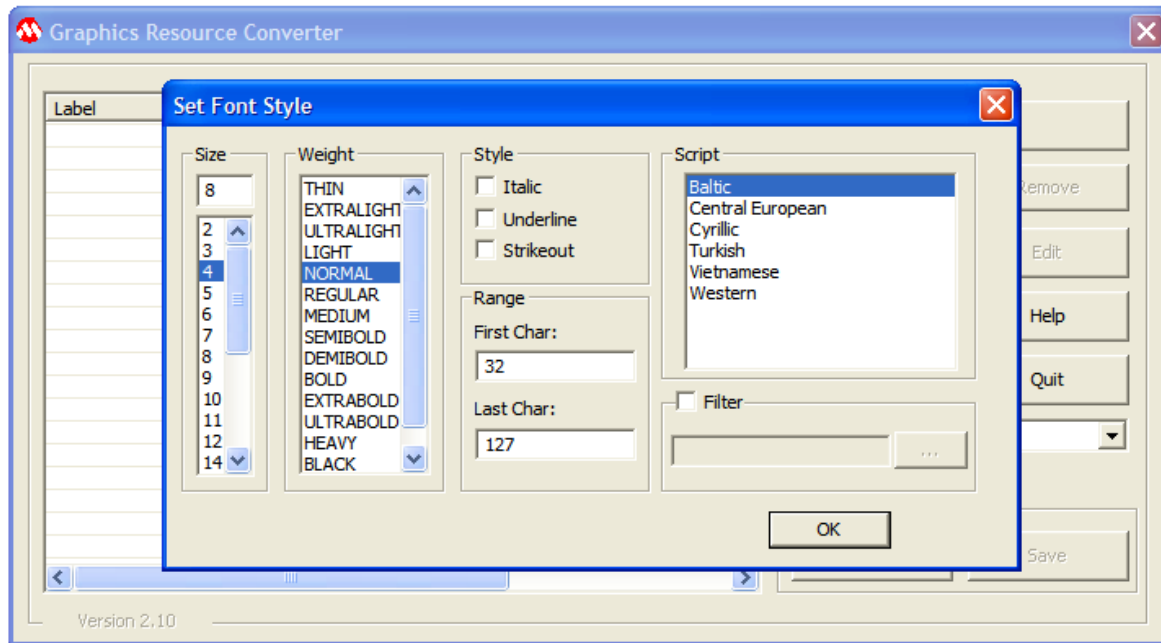 Graphics Resource Converter
Set Font Style
Label
Size
8
2
3
4
5
6
7
8
9
10
11
12
14
Weight
THIN
EXTRALIGHT
ULTRALIGHT
LIGHT
NORMAL
REGULAR
MEDIUM
SEMIBOLD
DEMIBOLD
BOLD
EXTRABOLD
ULTRABOLD
HEAVY
BLACK
Style
Italic
Underline
Strikeout
Range
First Char:
32
Last Char:
127
Script
Baltic
Central European
Cyrillic
Turkish
Vietnamese
Western
Filter
...
OK
Edit
Help
Quit
Save
Version 2.10